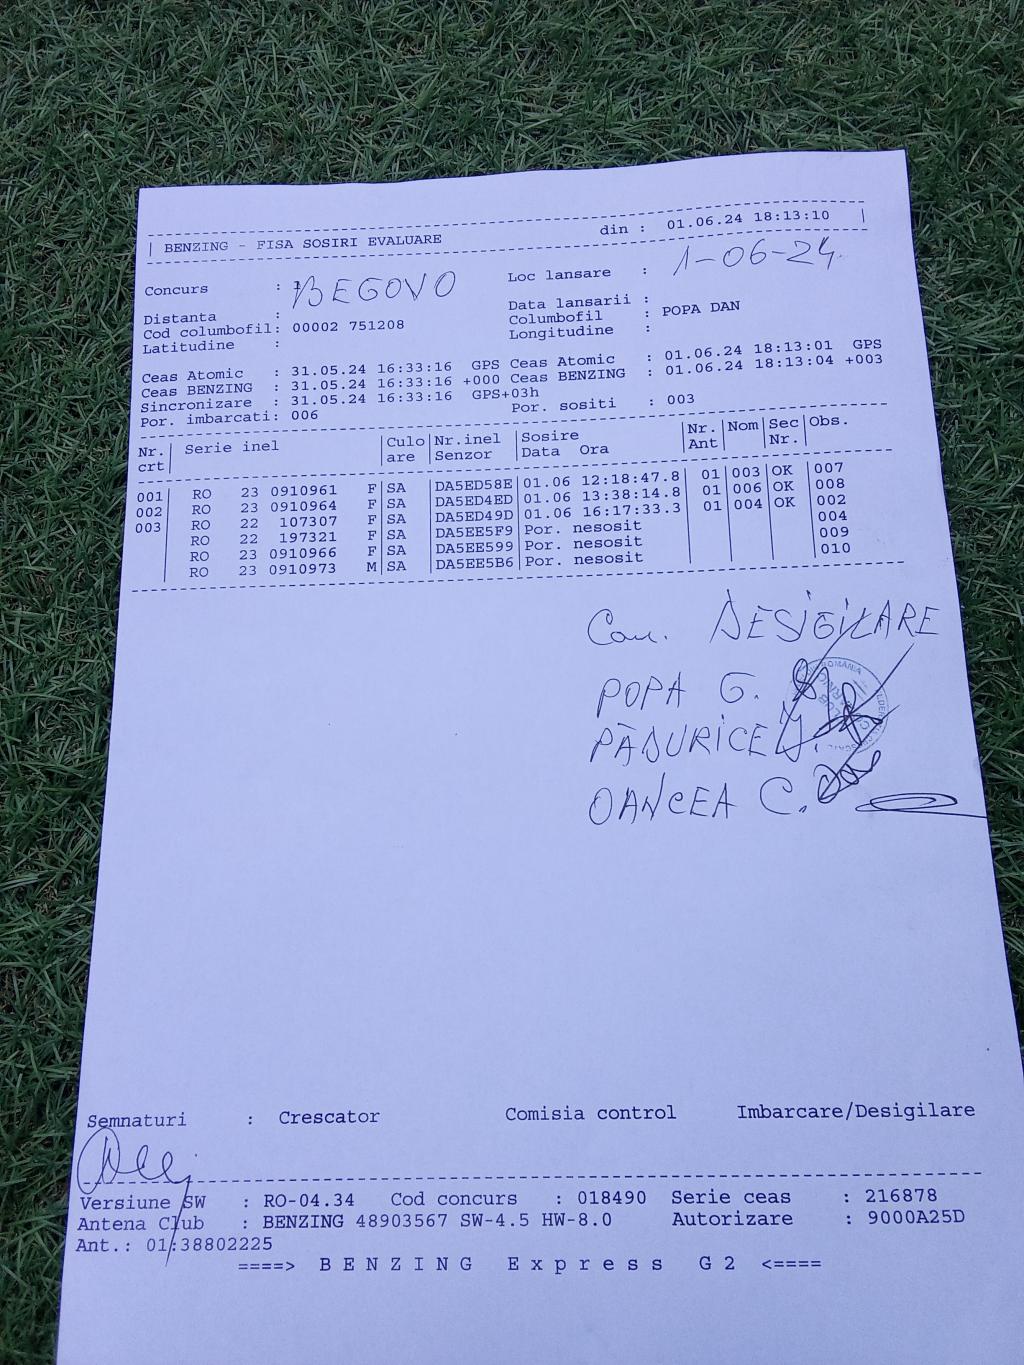 | BENZING - FISA SOSIRI EVALUARE din : 01.06.24 18:13:10 |
Concurs : BEGOVO Loc lansare : 1-06-24
Distanta : Data lansarii :
Cod columbofil: 00002 751208 Columbofil : POPA DAN
Latitudine : Longitudine :
Ceas Atomic : 31.05.24 16:33:16 GPS Ceas Atomic : 01.06.24 18:13:01 GPS
Ceas BENZING : 31.05.24 16:33:16 +000 Ceas BENZING : 01.06.24 18:13:04 +003
Sincronizare : 31.05.24 16:33:16 GPS+03h
Por. imbarcati: 006 Por. sositi : 003
Nr. crt | Serie inel | Culo are | Nr.inel Senzor | Sosire Data Ora | Nr. Ant | Nom | Sec Nr. | Obs.
001 | RO 23 0910961 F | SA | DA5ED58E | 01.06 12:18:47.8 | 01 | 003 | OK | 007
002 | RO 23 0910964 F | SA | DA5ED4ED | 01.06 13:38:14.8 | 01 | 006 | OK | 008
003 | RO 22 107307 F | SA | DA5ED49D | 01.06 16:17:33.3 | 01 | 004 | OK | 002
RO 22 197321 F | SA | DA5EE5F9 | Por. nesosit | 004
RO 23 0910966 F | SA | DA5EE599 | Por. nesosit | 009
RO 23 0910973 M | SA | DA5EE5B6 | Por. nesosit | 010
Com. DESIGILARE
POPA G.
PĂDURICE
OANCEA C.
ROMANIA
Semnaturi : Crescator Comisia control Imbarcare/Desigilare
Versiune SW : RO-04.34 Cod concurs : 018490 Serie ceas : 216878
Antena Club : BENZING 48903567 SW-4.5 HW-8.0 Autorizare : 9000A25D
Ant.: 01:38802225
====> BENZING Express G2 <====